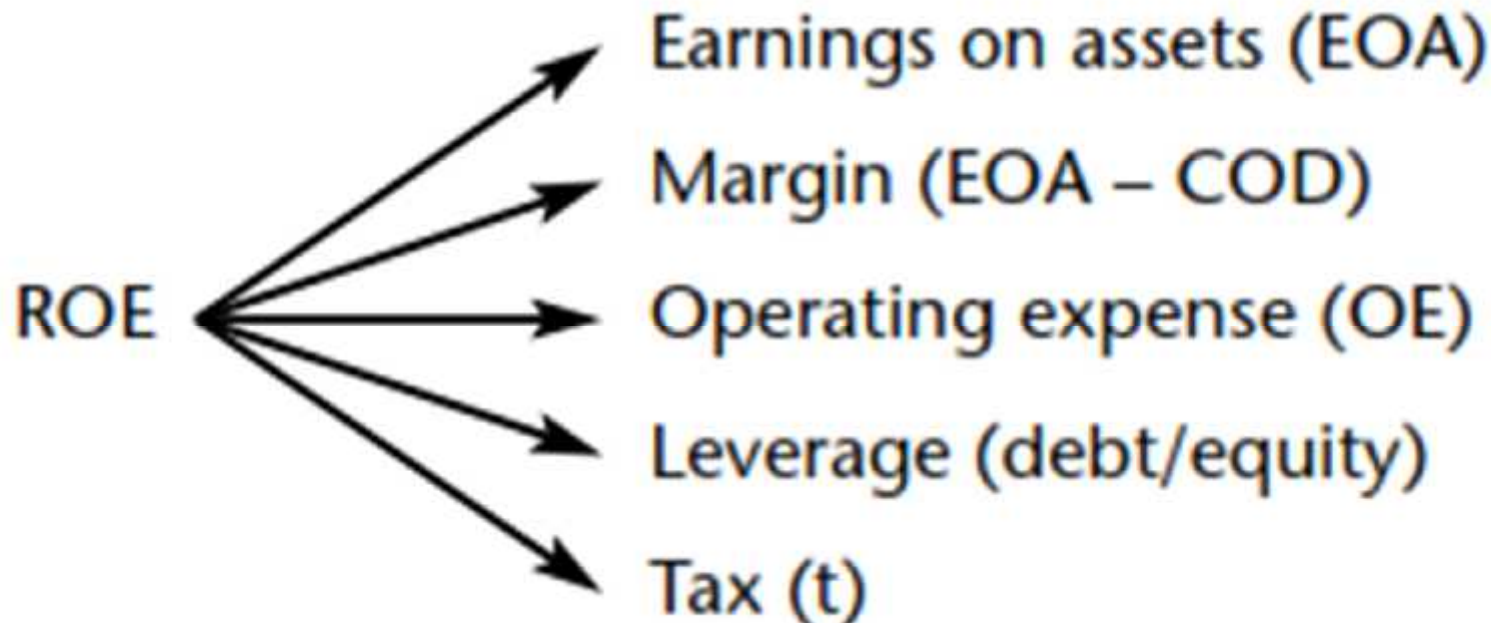 Earnings on assets (EOA)
Margin (EOA – COD)
ROE
Operating expense (OE)
Leverage (debt/equity)
Tax (t)